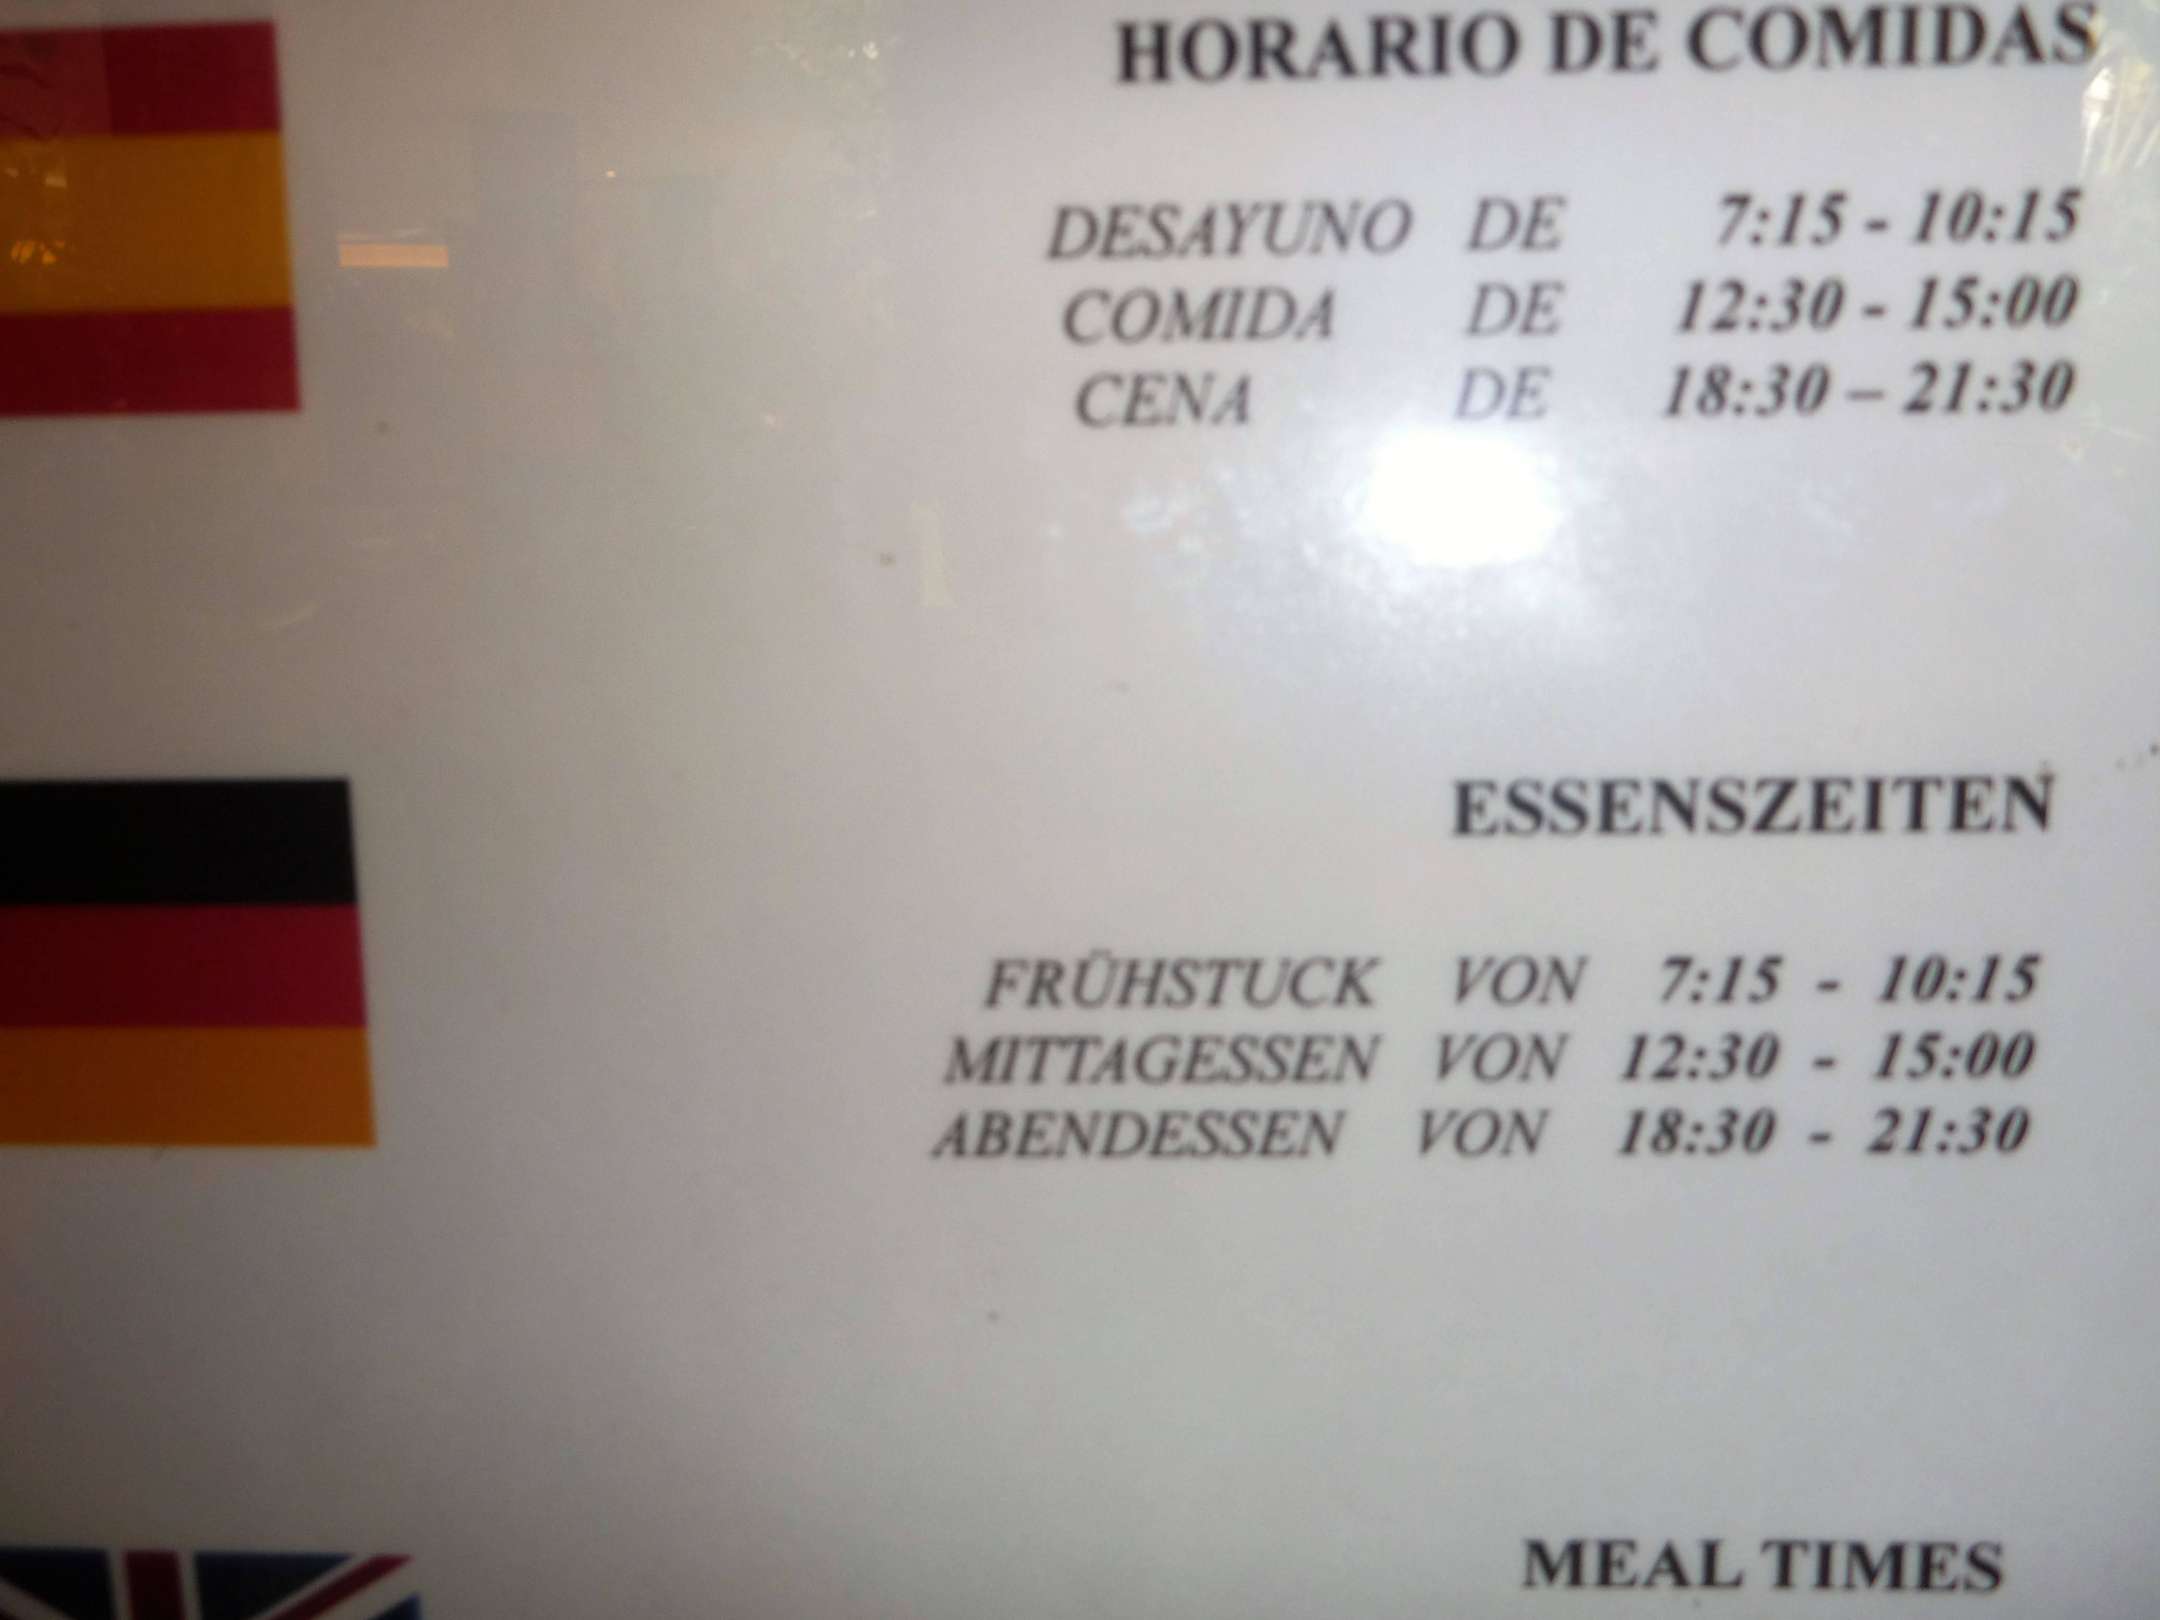 HORARIO DE COMIDAS
DESAYUNO DE 7:15 - 10:15
COMIDA DE 12:30 - 15:00
CENA DE 18:30 – 21:30
ESSENSZEITEN
FRÜHSTUCK VON 7:15 - 10:15
MITTAGESSEN VON 12:30 - 15:00
ABENDESSEN VON 18:30 - 21:30
MEAL TIMES